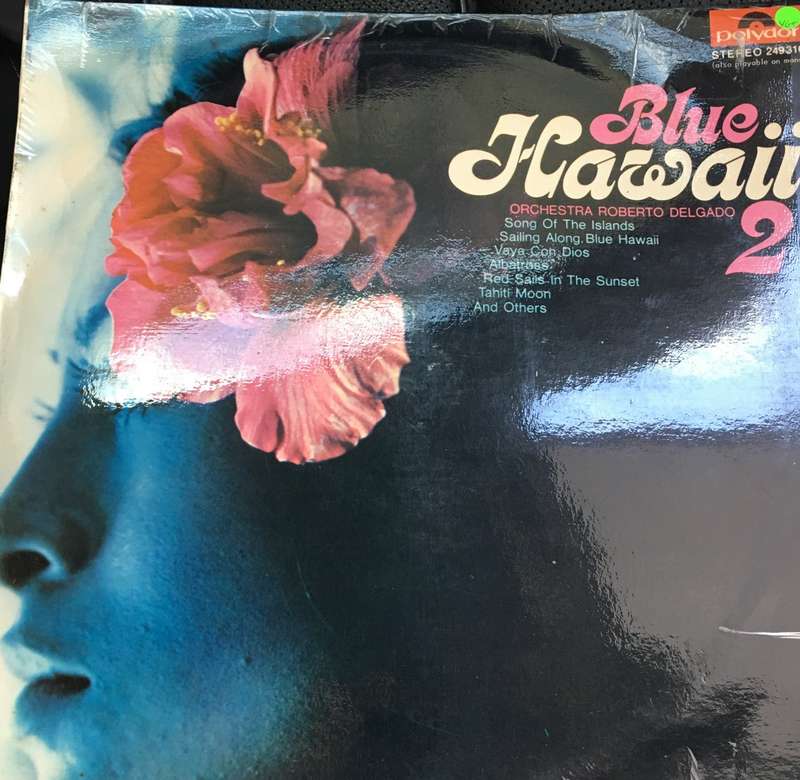 polydor
STEREO 249316
(also playable on mono
Blue
Hawaii
2
ORCHESTRA ROBERTO DELGADO
Song Of The Islands
Sailing Along Blue Hawaii
Vaya Con Dios
Albatross
Red Sails In The Sunset
Tahiti Moon
And Others